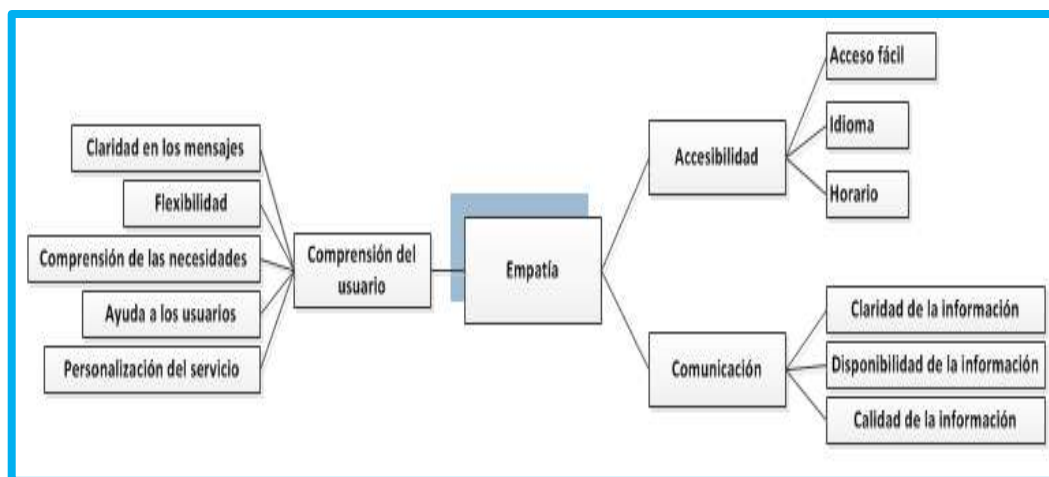 Claridad en los mensajes
Flexibilidad
Comprensión de las necesidades
Ayuda a los usuarios
Personalización del servicio
Comprensión del
usuario
Empatía
Accesibilidad
Acceso fácil
Idioma
Horario
Comunicación
Claridad de la información
Disponibilidad de la información
Calidad de la información